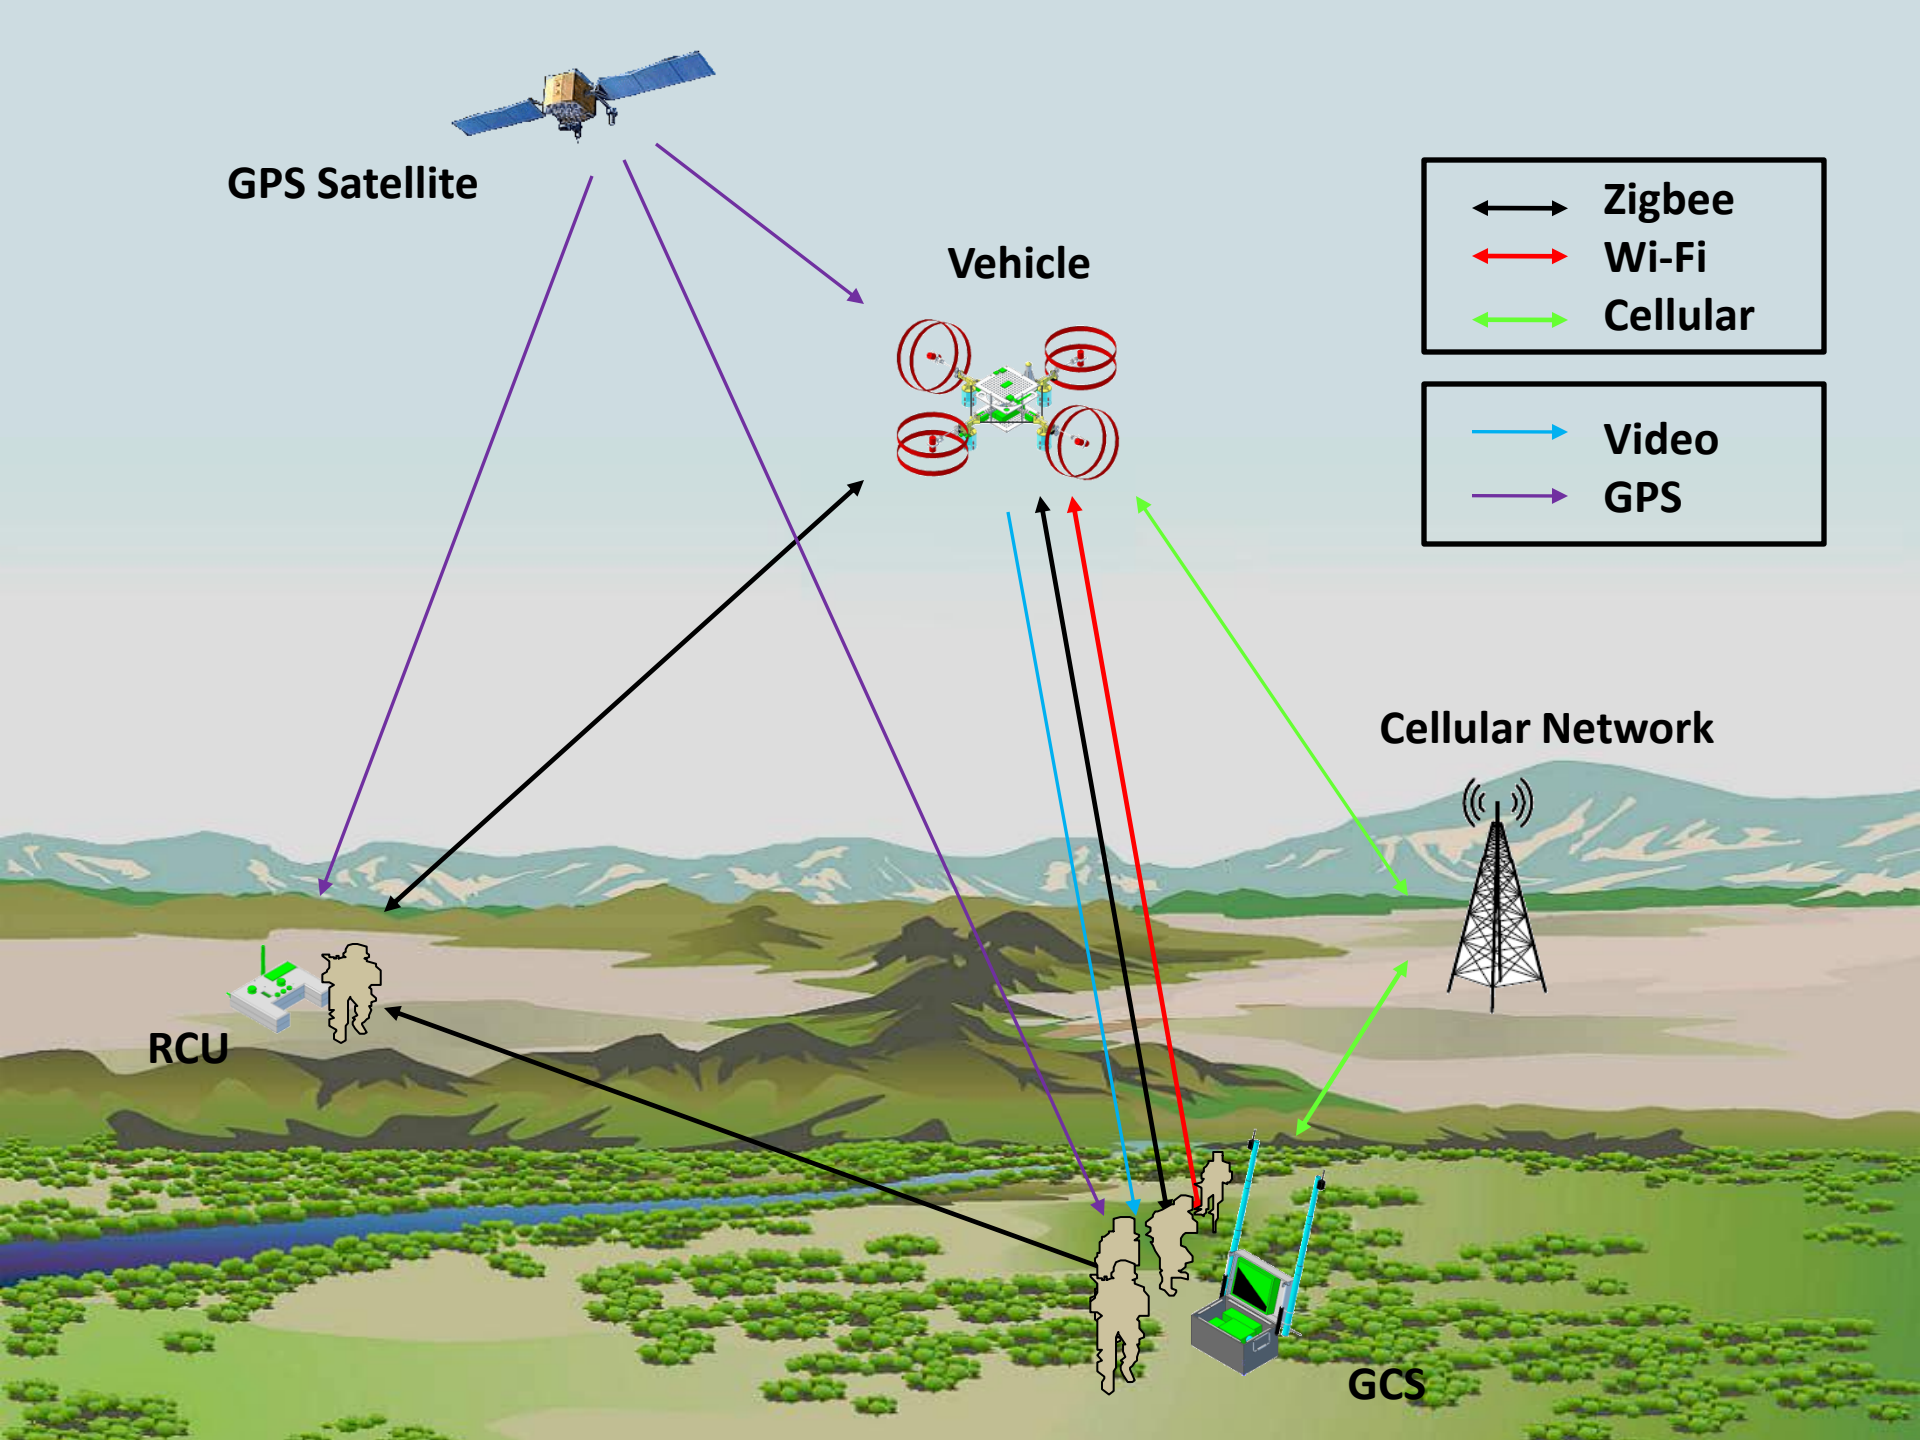 GPS Satellite
Vehicle
Zigbee
Wi-Fi
Cellular
Video
GPS
Cellular Network
RCU
GCS